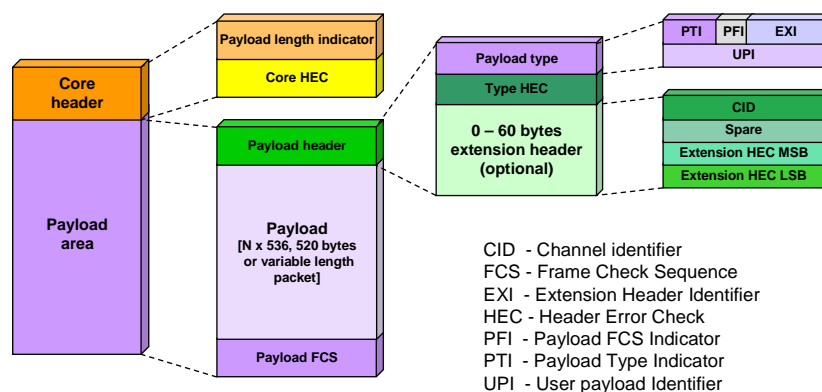 Core
header
Payload
area
Payload length indicator
Core HEC
Payload header
Payload
[N x 536, 520 bytes
or variable length
packet]
Payload FCS
Payload type
Type HEC
0 – 60 bytes
extension header
(optional)
PTI PFI EXI
UPI
CID
Spare
Extension HEC MSB
Extension HEC LSB
CID - Channel identifier
FCS - Frame Check Sequence
EXI - Extension Header Identifier
HEC - Header Error Check
PFI - Payload FCS Indicator
PTI - Payload Type Indicator
UPI - User payload Identifier